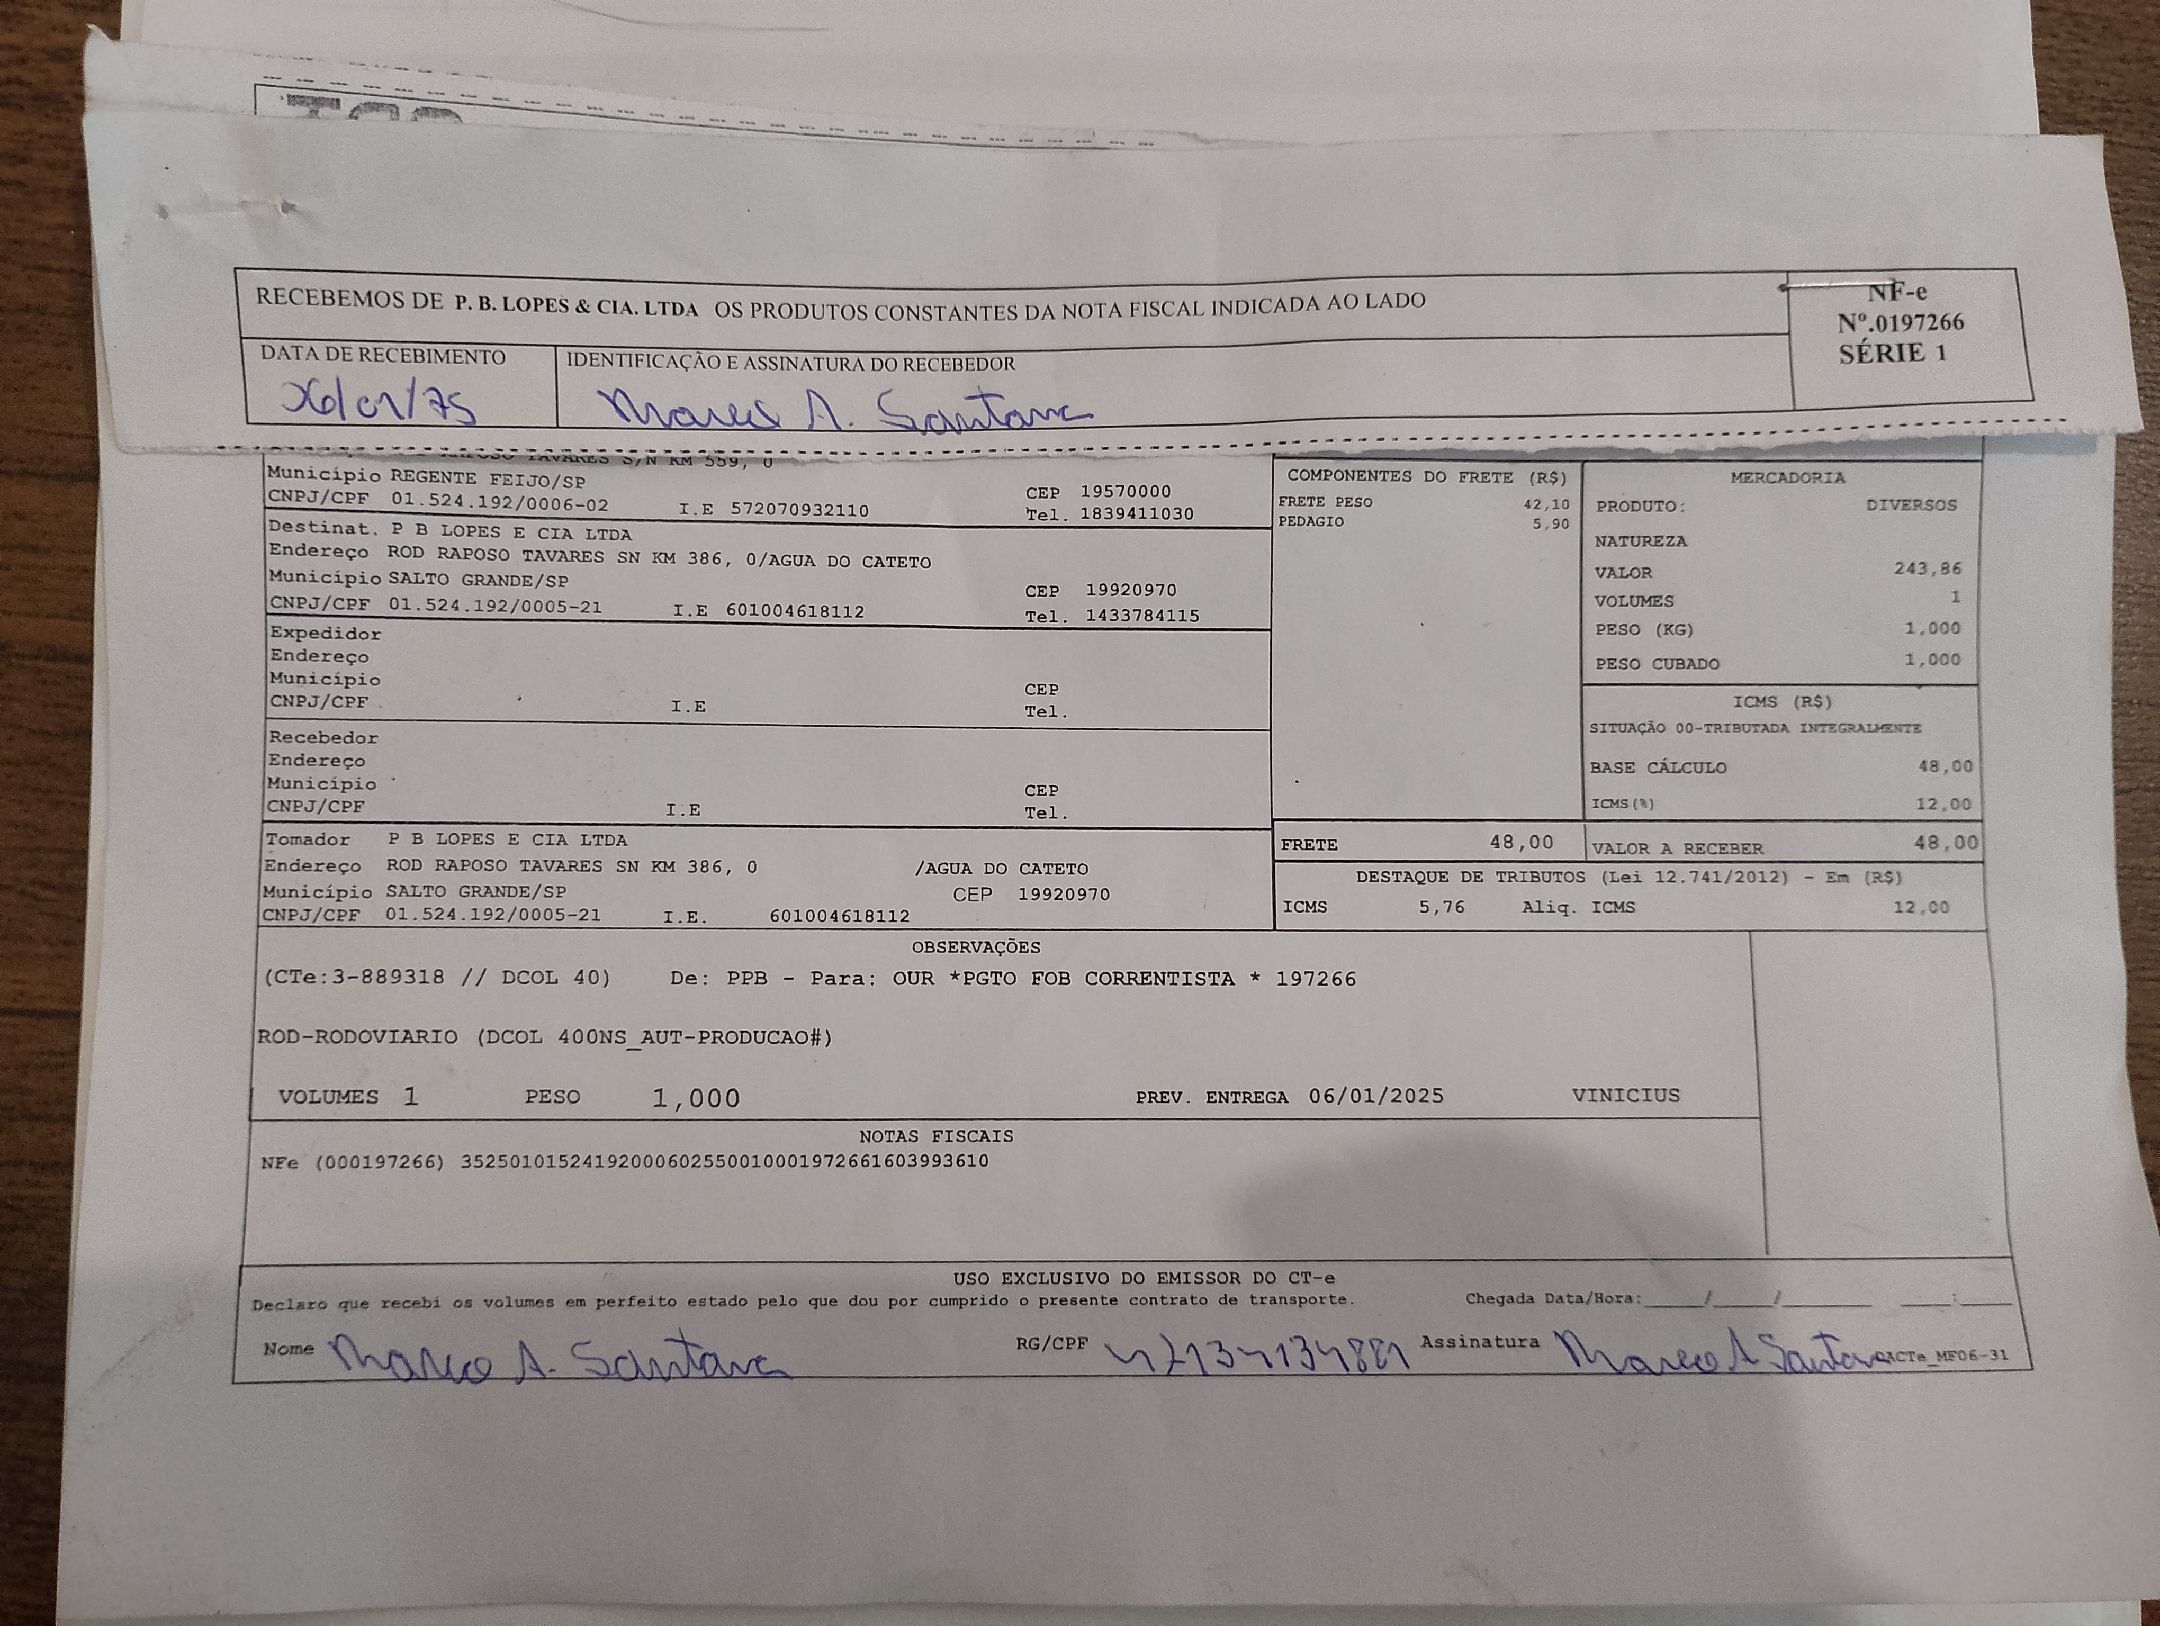 RECEBEMOS DE P. B. LOPES & CIA. LTDA OS PRODUTOS CONSTANTES DA NOTA FISCAL INDICADA AO LADO
NF-e
Nº.0197266
SÉRIE 1
DATA DE RECEBIMENTO
IDENTIFICAÇÃO E ASSINATURA DO RECEBEDOR
Marco A. Santana
TAVARES S/N KM 559, 0
Município REGENTE FEIJO/SP
CEP 19570000
CNPJ/CPF 01.524.192/0006-02 I.E 572070932110 Tel. 1839411030
Destinat. P B LOPES E CIA LTDA
Endereço ROD RAPOSO TAVARES SN KM 386, 0/AGUA DO CATETO
Município SALTO GRANDE/SP CEP 19920970
CNPJ/CPF 01.524.192/0005-21 I.E 601004618112 Tel. 1433784115
Expedidor
Endereço
Município CEP
CNPJ/CPF I.E Tel.
Recebedor
Endereço
Município CEP
CNPJ/CPF I.E Tel.
Tomador P B LOPES E CIA LTDA
Endereço ROD RAPOSO TAVARES SN KM 386, 0 /AGUA DO CATETO
Município SALTO GRANDE/SP CEP 19920970
CNPJ/CPF 01.524.192/0005-21 I.E. 601004618112
COMPONENTES DO FRETE (R$)
FRETE PESO 42,10
PEDAGIO 5,90
MERCADORIA
PRODUTO: DIVERSOS
NATUREZA
VALOR 243,86
VOLUMES 1
PESO (KG) 1,000
PESO CUBADO 1,000
ICMS (R$)
SITUAÇÃO 00-TRIBUTADA INTEGRALMENTE
BASE CÁLCULO 48,00
ICMS(%) 12,00
FRETE 48,00 VALOR A RECEBER 48,00
DESTAQUE DE TRIBUTOS (Lei 12.741/2012) - Em (R$)
ICMS 5,76 Aliq. ICMS 12,00
OBSERVAÇÕES
(CTe:3-889318 // DCOL 40) De: PPB - Para: OUR *PGTO FOB CORRENTISTA * 197266
ROD-RODOVIARIO (DCOL 400NS_AUT-PRODUCAO#)
VOLUMES 1 PESO 1,000 PREV. ENTREGA 06/01/2025 VINICIUS
NOTAS FISCAIS
NFe (000197266) 35250101524192000602550010001972661603993610
USO EXCLUSIVO DO EMISSOR DO CT-e
Declaro que recebi os volumes em perfeito estado pelo que dou por cumprido o presente contrato de transporte. Chegada Data/Hora:____/____/______ ___:____
Nome Marco A. Santana RG/CPF Assinatura Marco A Santana MF06-31